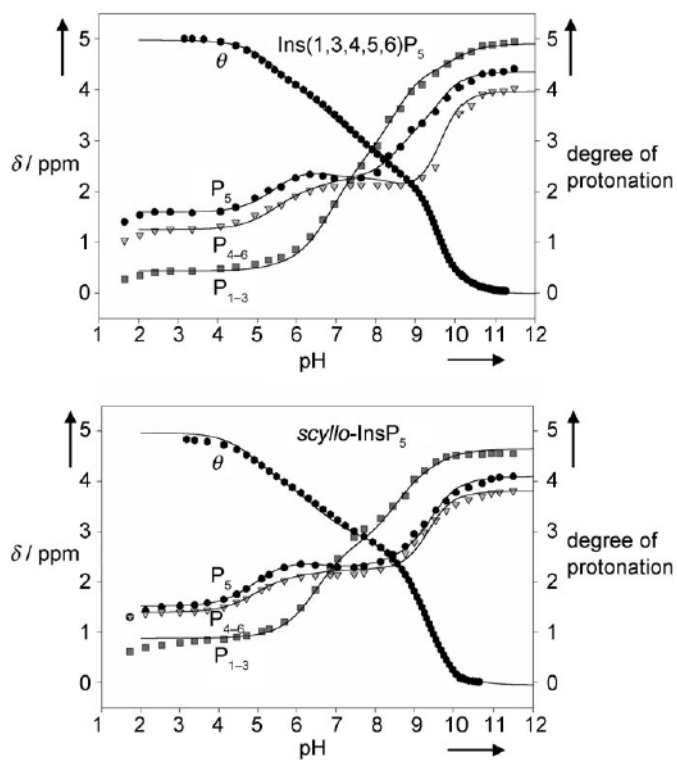 Ins(1,3,4,5,6)P5
5
4
3
2
1
0
δ / ppm
θ
P5
P4–6
P1–3
5
4
3
2
1
0
degree of
protonation
1 2 3 4 5 6 7 8 9 10 11 12
pH
scyllo-InsP5
5
4
3
2
1
0
δ / ppm
θ
P5
P4–6
P1–3
5
4
3
2
1
0
degree of
protonation
1 2 3 4 5 6 7 8 9 10 11 12
pH